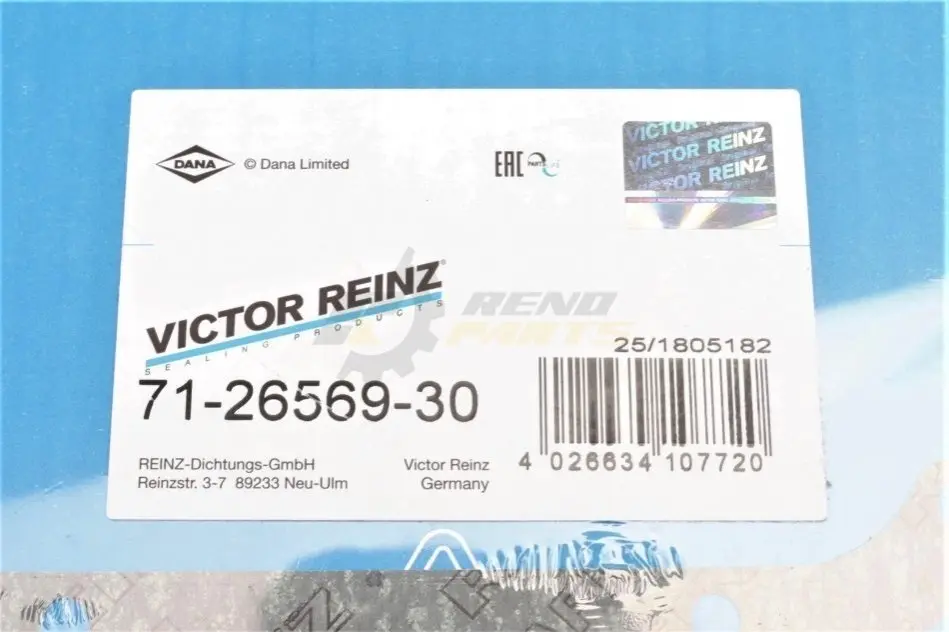 DANA
© Dana Limited
EAC
VICTOR REINZ
VICTOR REINZ
VICTOR REINZ
VICTOR REINZ®
SEALING PRODUCTS
RENO
PARTS
25/1805182
71-26569-30
4 026634 107720
REINZ-Dichtungs-GmbH
Reinzstr. 3-7 89233 Neu-Ulm
Victor Reinz
Germany